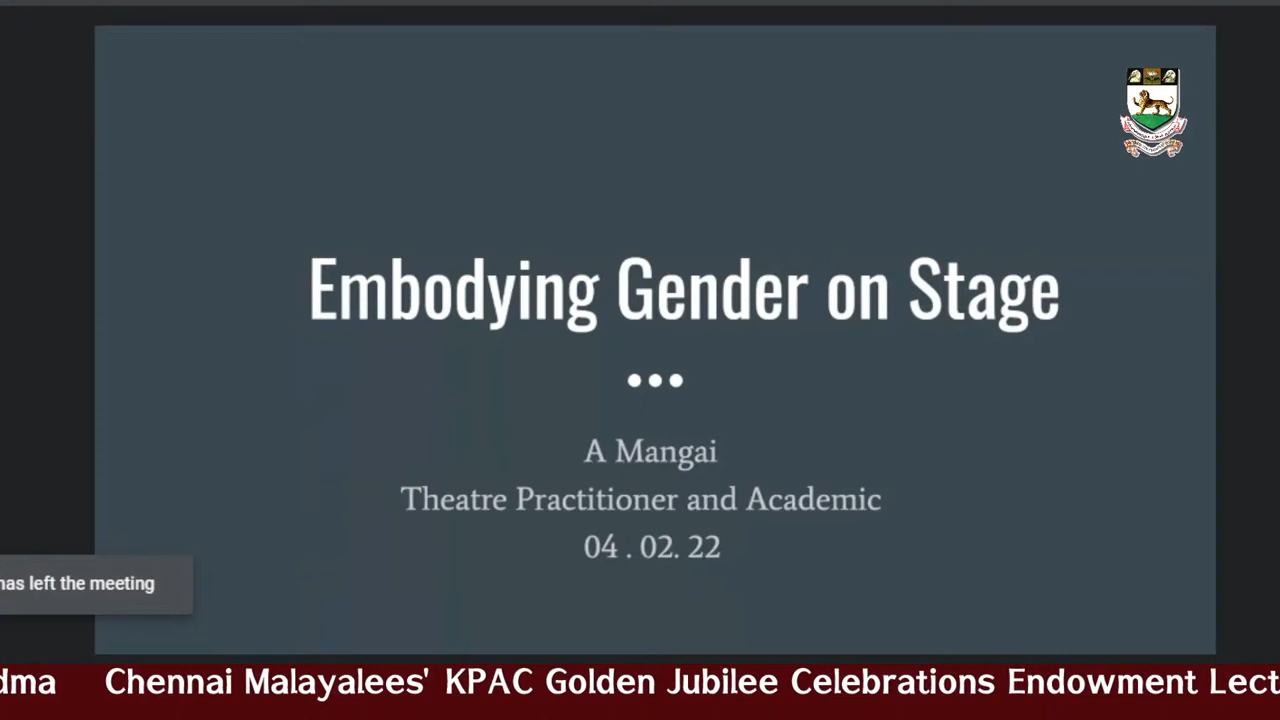 Embodying Gender on Stage
A Mangai
Theatre Practitioner and Academic
04 . 02. 22
has left the meeting
dma Chennai Malayalees' KPAC Golden Jubilee Celebrations Endowment Lect